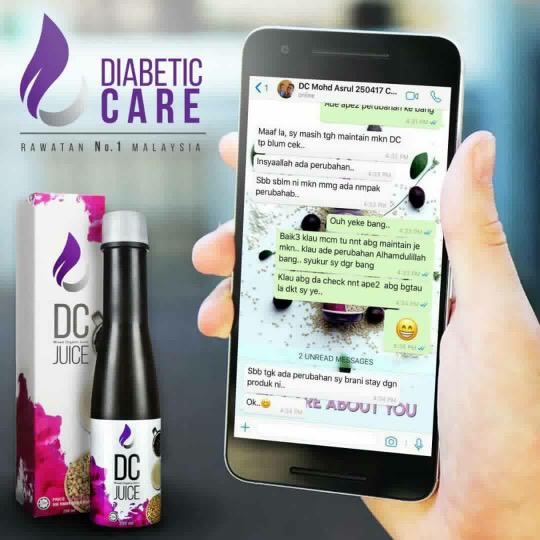 DIABETIC
CARE
RAWATAN No.1 MALAYSIA
DC
JUICE
DC
JUICE
1
DC Mohd Asrul 250417 C...
online
Ade ape2 perubahan ke bang
4:31 PM
Maaf la, sy masih tgh maintain mkn DC
tp blum cek..
4:32 PM
Insyaallah ada perubahan..
4:33 PM
Sbb sblm ni mkn mmg ada nmpak
perubahab..
4:33 PM
Ouh yeke bang..
4:33 PM
Baik3 klau mcm tu nnt abg maintain je
mkn.. klau ade perubahan Alhamdulillah
bang.. syukur sy dgr bang
4:33 PM
Klau abg da check nnt ape2 abg bgtau
la dkt sy ye..
4:34 PM
4:34 PM
2 UNREAD MESSAGES
Sbb tgk ada perubahan sy brani stay dgn
produk ni..
4:34 PM
Ok..
4:34 PM
RE ABOUT YOU